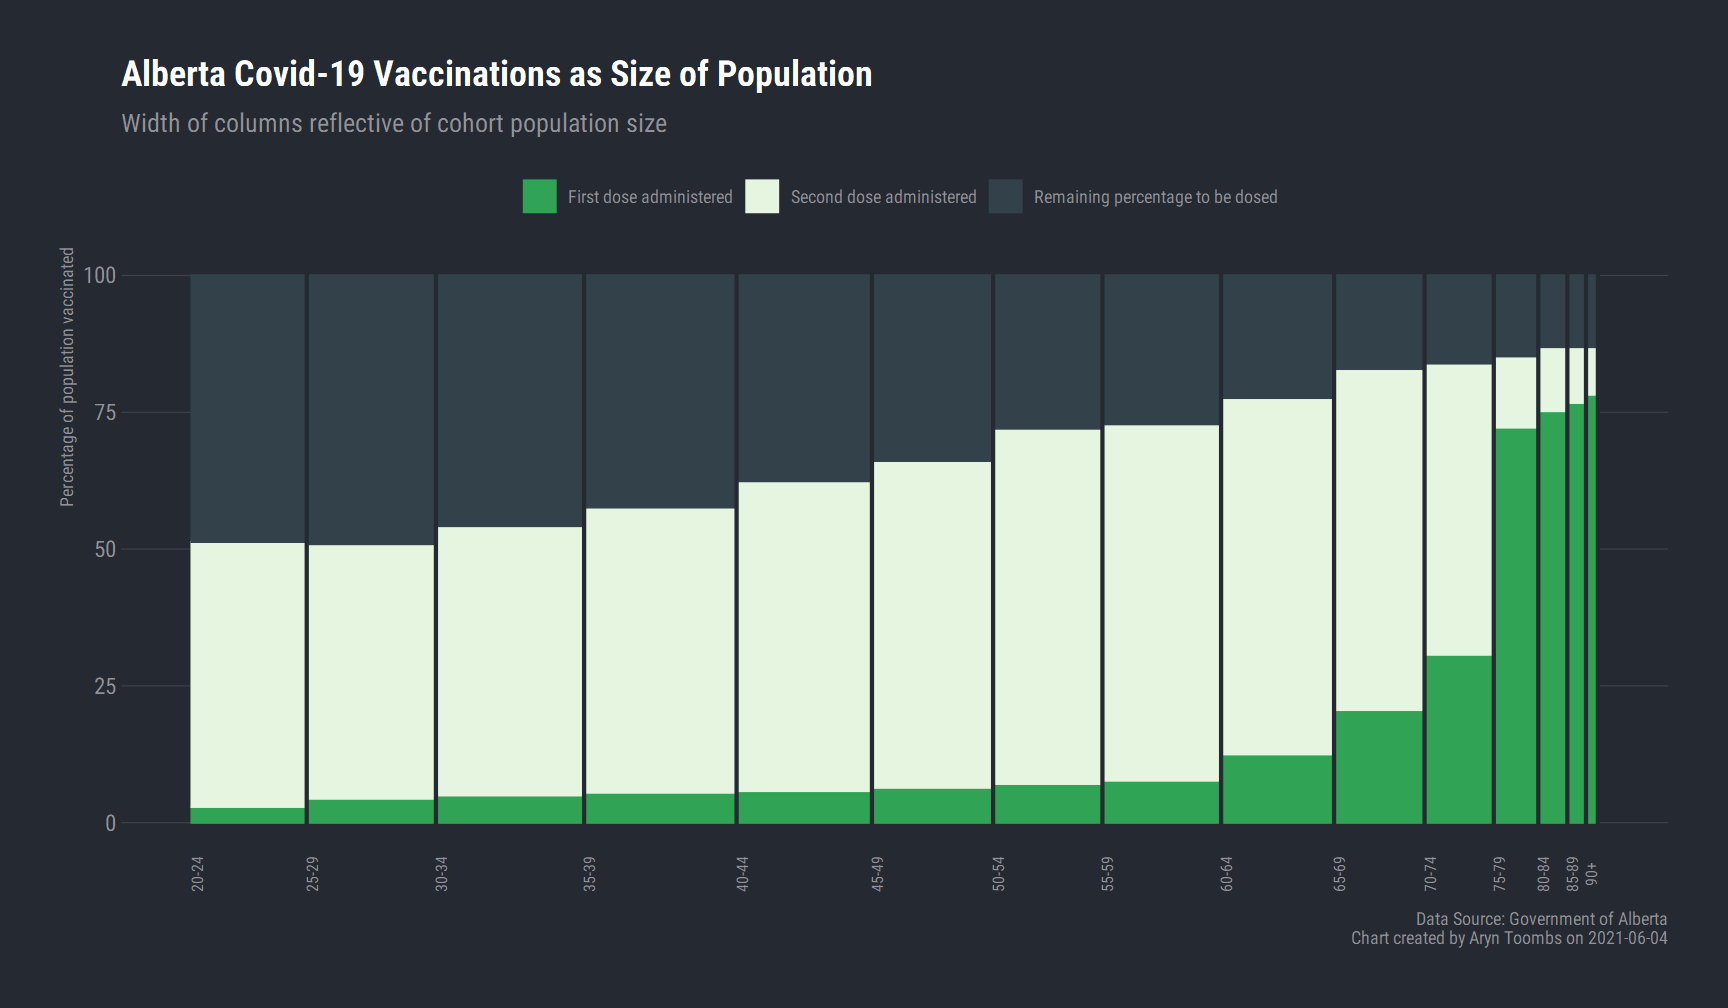 Alberta Covid-19 Vaccinations as Size of Population
Width of columns reflective of cohort population size
First dose administered
Second dose administered
Remaining percentage to be dosed
Percentage of population vaccinated
100
75
50
25
0
20-24
25-29
30-34
35-39
40-44
45-49
50-54
55-59
60-64
65-69
70-74
75-79
80-84
85-89
90+
Data Source: Government of Alberta
Chart created by Aryn Toombs on 2021-06-04